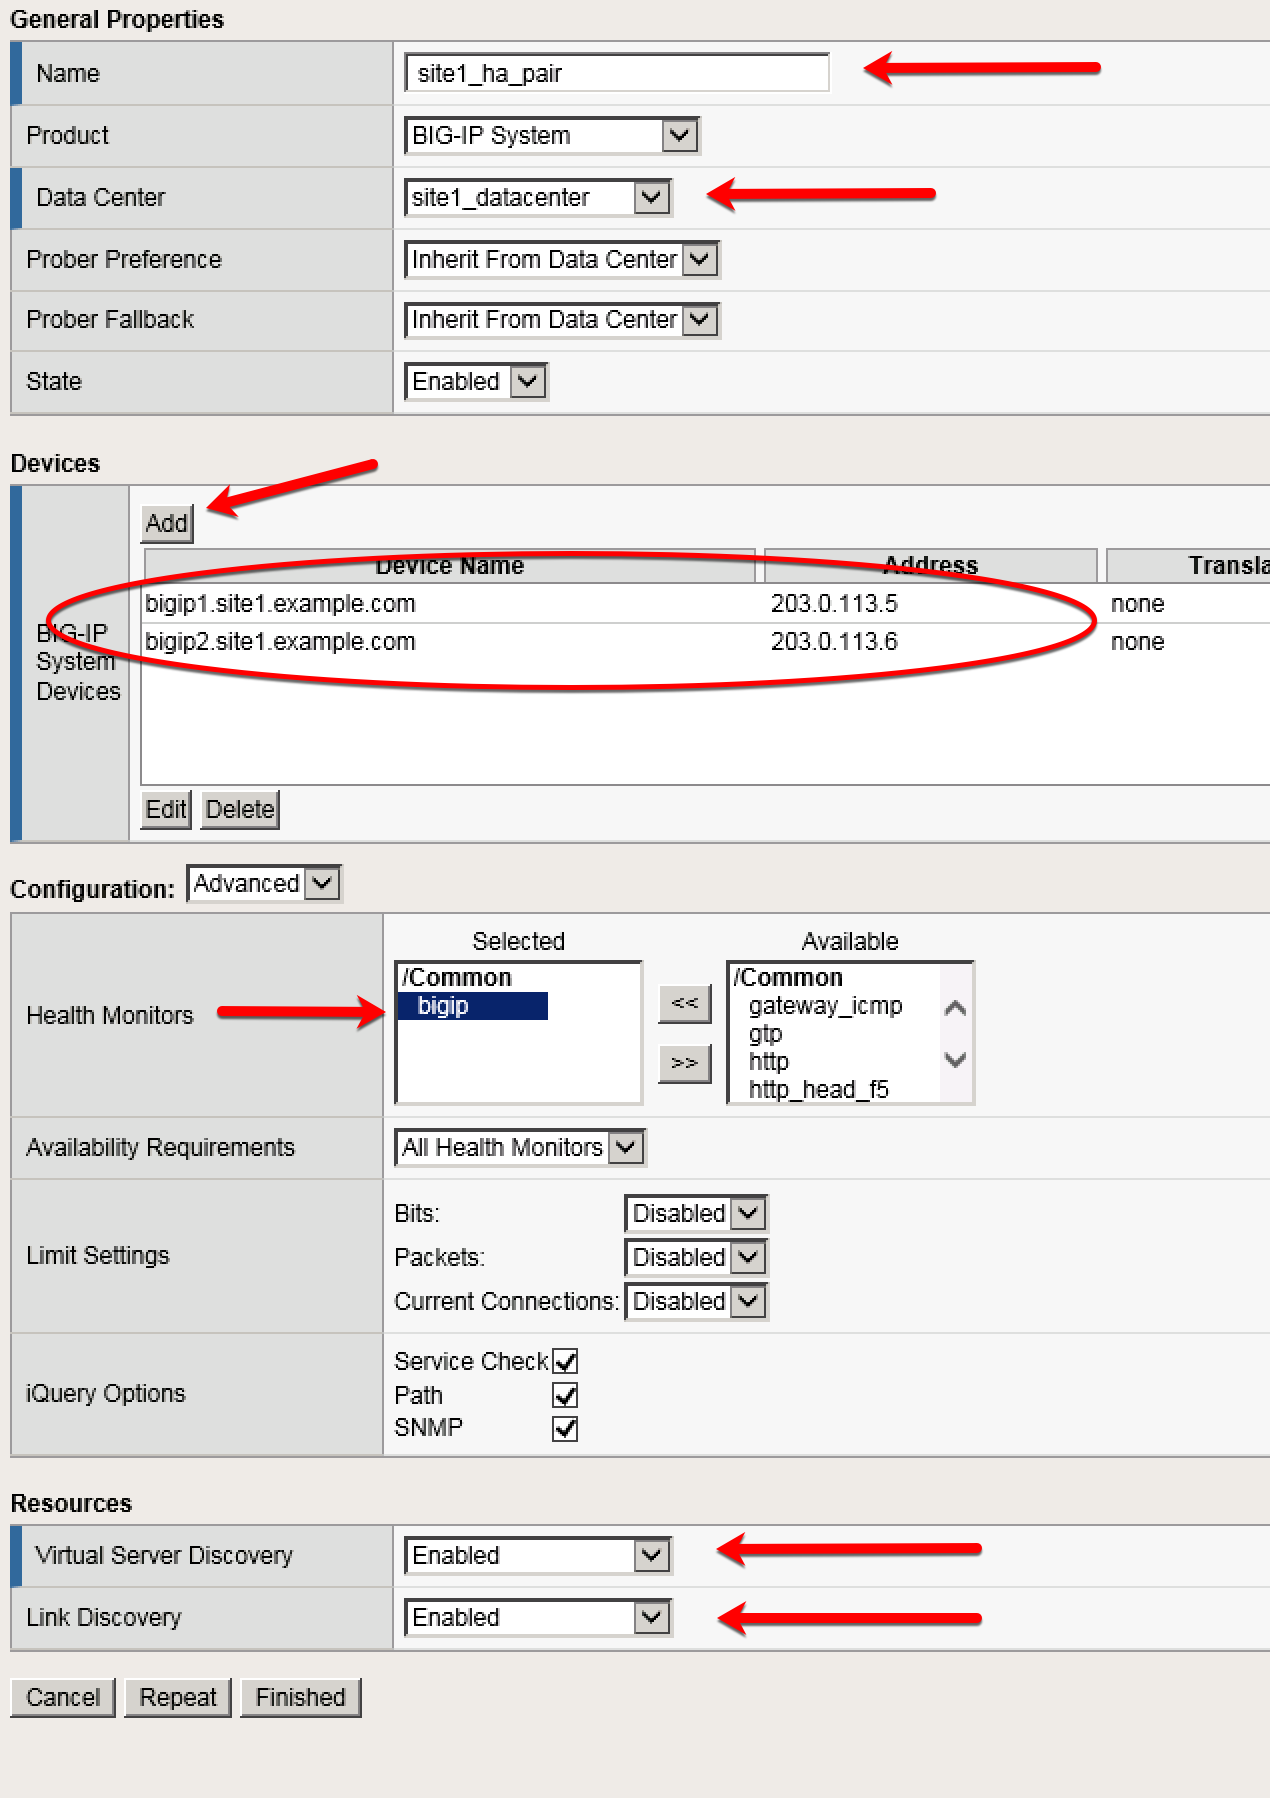 General Properties
Name site1_ha_pair
Product BIG-IP System
Data Center site1_datacenter
Prober Preference Inherit From Data Center
Prober Fallback Inherit From Data Center
State Enabled
Devices
Add
Device Name Address Transla
bigip1.site1.example.com 203.0.113.5 none
bigip2.site1.example.com 203.0.113.6 none
BIG-IP
System
Devices
Edit Delete
Configuration: Advanced
Selected Available
/Common /Common
bigip << gateway_icmp
Health Monitors
gtp
>> http
http_head_f5
Availability Requirements All Health Monitors
Limit Settings
Bits: Disabled
Packets: Disabled
Current Connections: Disabled
iQuery Options
Service Check
Path
SNMP
Resources
Virtual Server Discovery Enabled
Link Discovery Enabled
Cancel Repeat Finished